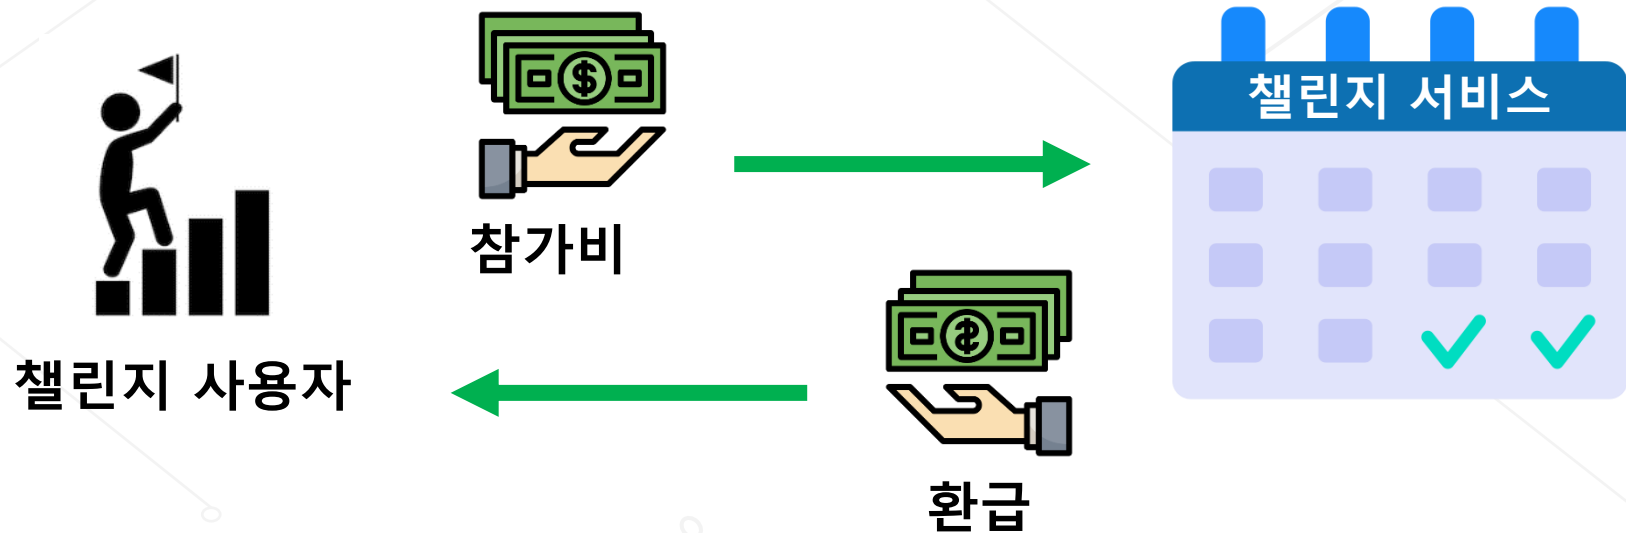 챌린지 서비스
참가비
챌린지 사용자
환급